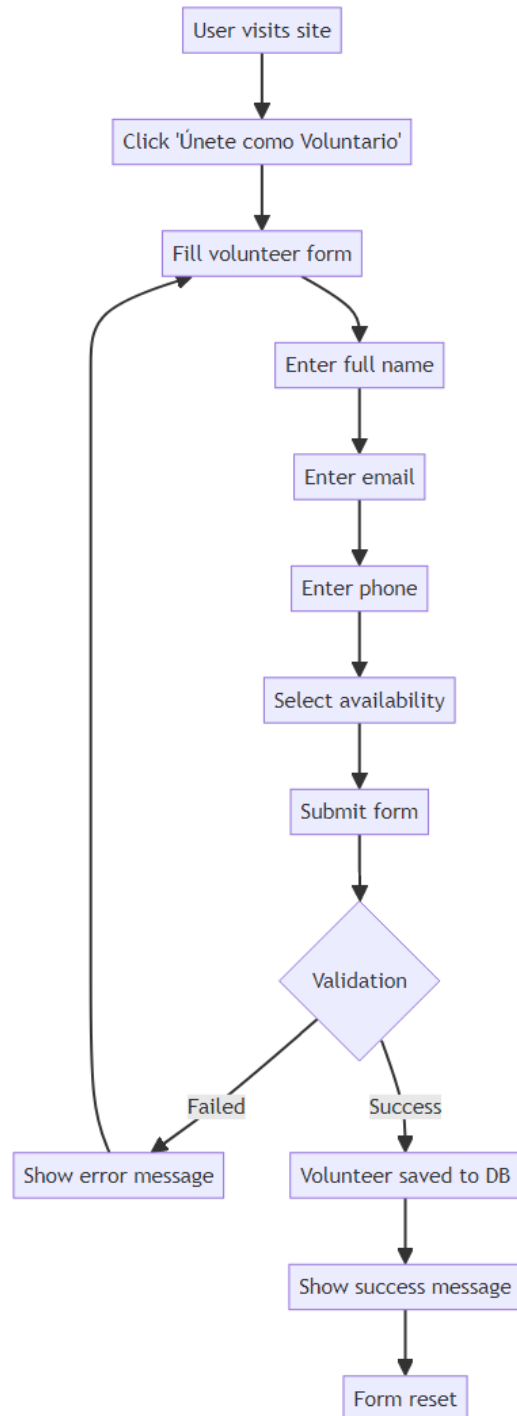 User visits site
Click 'Únete como Voluntario'
Fill volunteer form
Enter full name
Enter email
Enter phone
Select availability
Submit form
Validation
Failed
Success
Show error message
Volunteer saved to DB
Show success message
Form reset